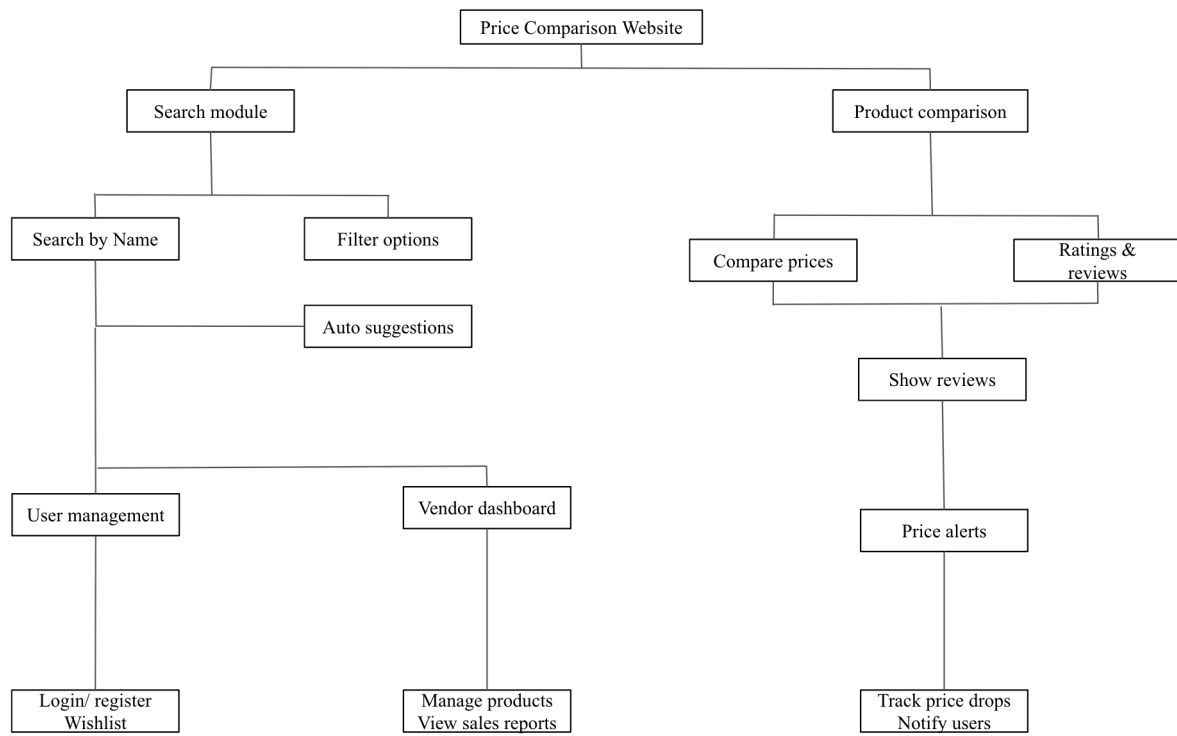 Price Comparison Website
Search module
Product comparison
Search by Name
Filter options
Compare prices
Ratings &
reviews
Auto suggestions
Show reviews
User management
Vendor dashboard
Price alerts
Login/ register
Wishlist
Manage products
View sales reports
Track price drops
Notify users